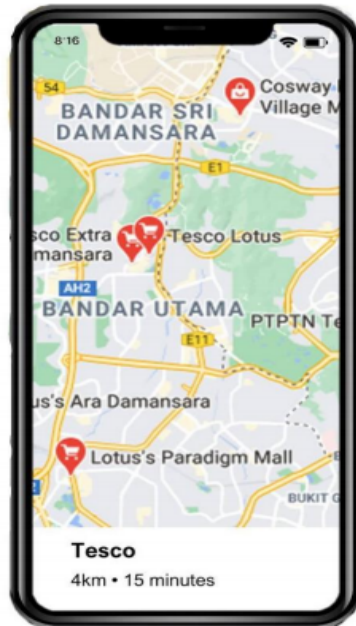 8:16
54
Cosway
Village M
BANDAR SRI
DAMANSARA
E1
sco Extra
mansara
Tesco Lotus
AH2
BANDAR UTAMA
PTPTN Te
E11
us's Ara Damansara
Lotus's Paradigm Mall
BUKIT G
Tesco
4km • 15 minutes